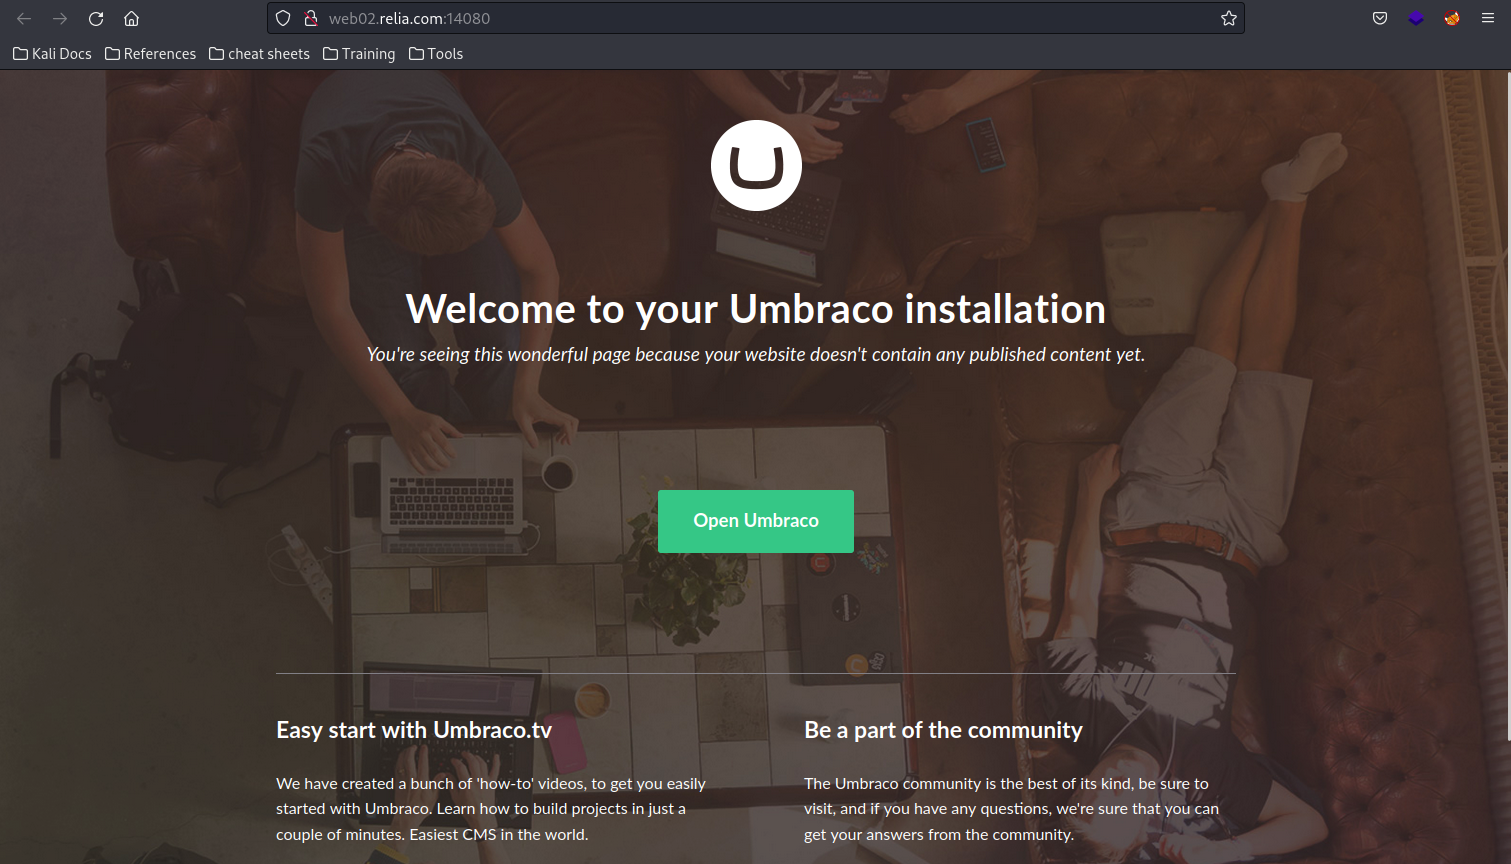 web02.relia.com:14080
Kali Docs References cheat sheets Training Tools
Welcome to your Umbraco installation
You're seeing this wonderful page because your website doesn't contain any published content yet.
Open Umbraco
Easy start with Umbraco.tv
We have created a bunch of 'how-to' videos, to get you easily
started with Umbraco. Learn how to build projects in just a
couple of minutes. Easiest CMS in the world.
Be a part of the community
The Umbraco community is the best of its kind, be sure to
visit, and if you have any questions, we're sure that you can
get your answers from the community.